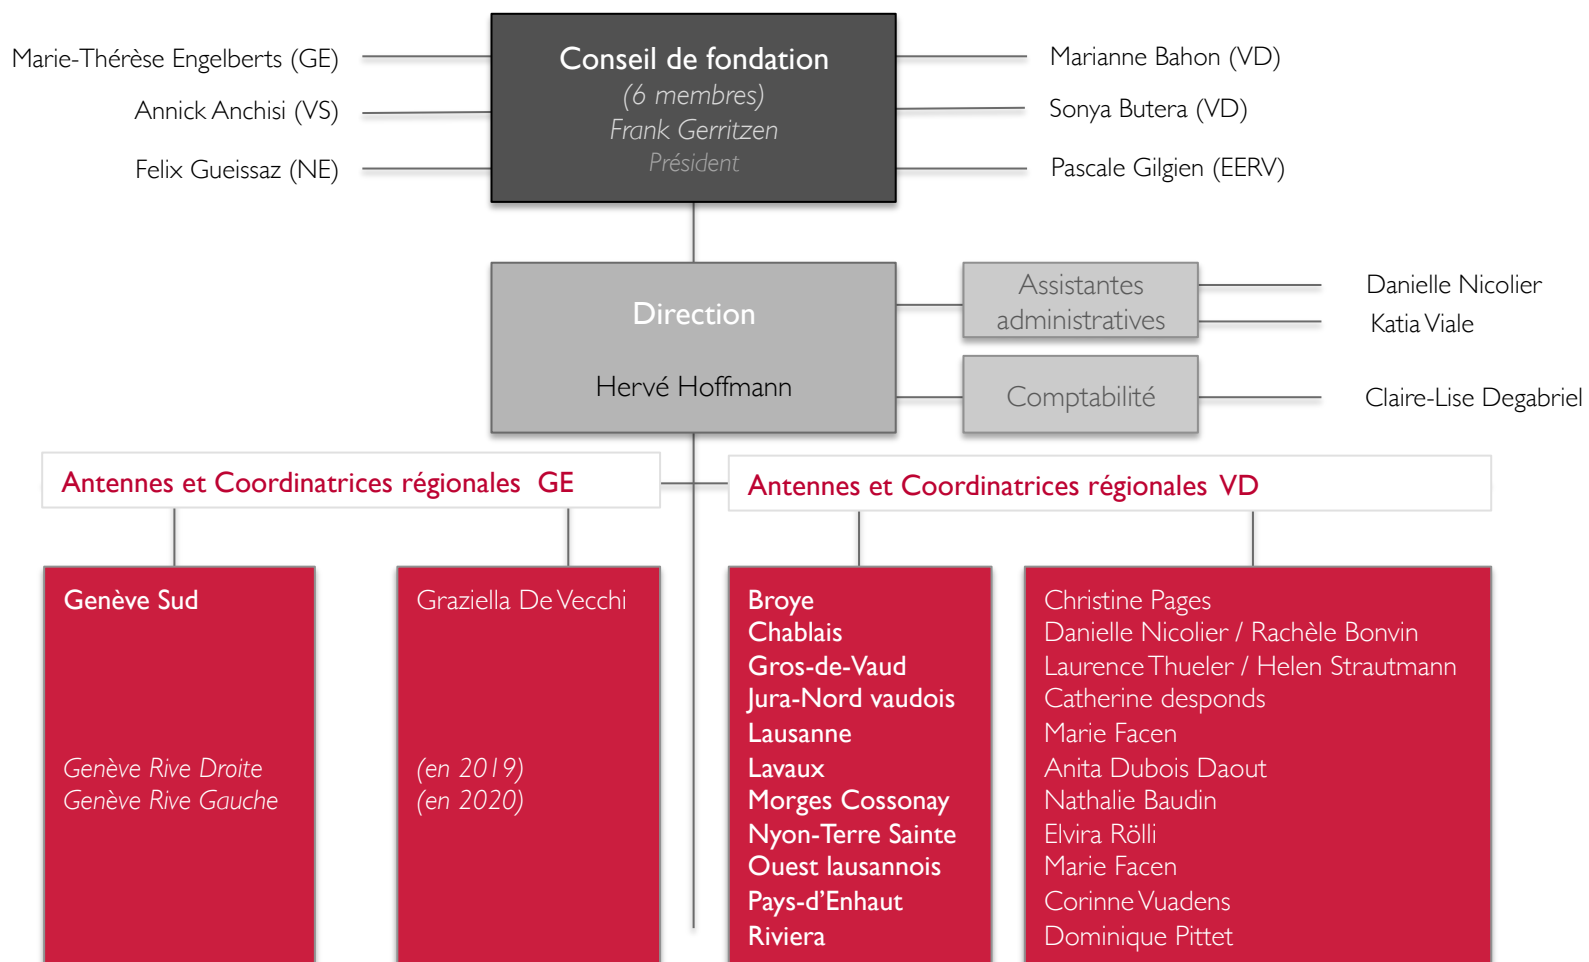 Marie-Thérèse Engelberts (GE)
Annick Anchisi (VS)
Felix Gueissaz (NE)
Conseil de fondation
(6 membres)
Frank Gerritzen
Président
Marianne Bahon (VD)
Sonya Butera (VD)
Pascale Gilgien (EERV)
Direction
Hervé Hoffmann
Assistantes
administratives
Danielle Nicolier
Katia Viale
Comptabilité
Claire-Lise Degabriel
Antennes et Coordinatrices régionales GE
Genève Sud
Graziella De Vecchi
Genève Rive Droite
(en 2019)
Genève Rive Gauche
(en 2020)
Antennes et Coordinatrices régionales VD
Broye
Christine Pages
Chablais
Danielle Nicolier / Rachèle Bonvin
Gros-de-Vaud
Laurence Thueler / Helen Strautmann
Jura-Nord vaudois
Catherine desponds
Lausanne
Marie Facen
Lavaux
Anita Dubois Daout
Morges Cossonay
Nathalie Baudin
Nyon-Terre Sainte
Elvira Rölli
Ouest lausannois
Marie Facen
Pays-d'Enhaut
Corinne Vuadens
Riviera
Dominique Pittet